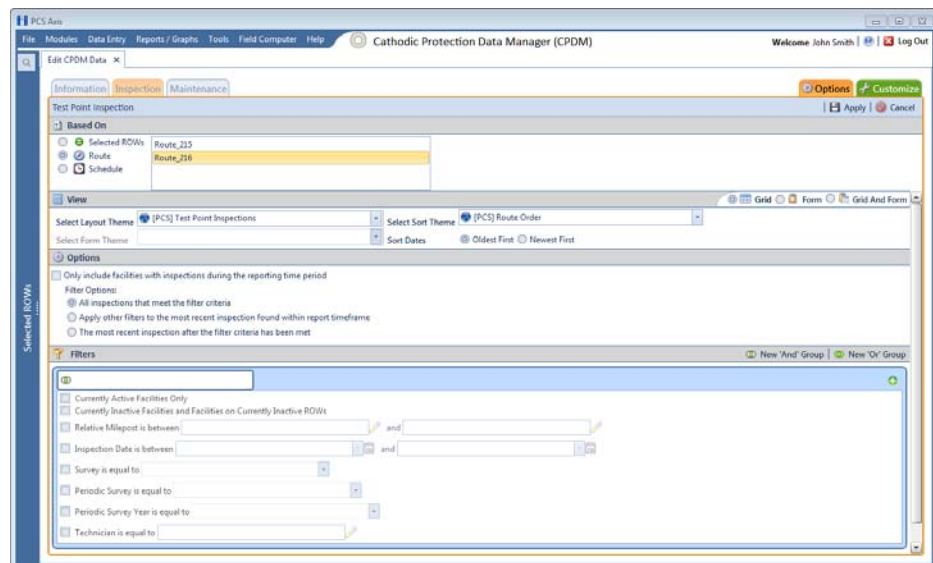 PCS Axis
File Modules Data Entry Reports / Graphs Tools Field Computer Help Cathodic Protection Data Manager (CPDM) Welcome John Smith | | Log Out
Edit CPDM Data
Information Inspection Maintenance Options Customize
Test Point Inspection | Apply | Cancel
Based On
Selected ROWs Route_215
Route Route_216
Schedule
View Grid Form Grid And Form
Select Layout Theme [PCS] Test Point Inspections Select Sort Theme [PCS] Route Order
Select Form Theme Sort Dates Oldest First Newest First
Options
Only include facilities with inspections during the reporting time period
Filter Options:
All inspections that meet the filter criteria
Apply other filters to the most recent inspection found within report timeframe
The most recent inspection after the filter criteria has been met
Selected ROWs
Filters New 'And' Group | New 'Or' Group
Currently Active Facilities Only
Currently Inactive Facilities and Facilities on Currently Inactive ROWs
Relative Milepost is between and
Inspection Date is between and
Survey is equal to
Periodic Survey is equal to
Periodic Survey Year is equal to
Technician is equal to